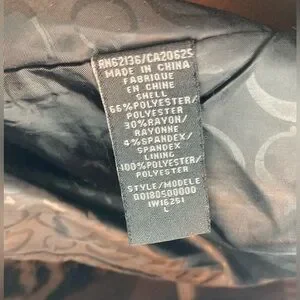 RN62136/CA20625
MADE IN CHINA
FABRIQUE
EN CHINE
SHELL
66%POLYESTER/
POLYESTER
30%RAYON/
RAYONNE
4%SPANDEX/
SPANDEX
LINING
100%POLYESTER/
POLYESTER
STYLE/MODELE
Q0180500000
IW16251
L